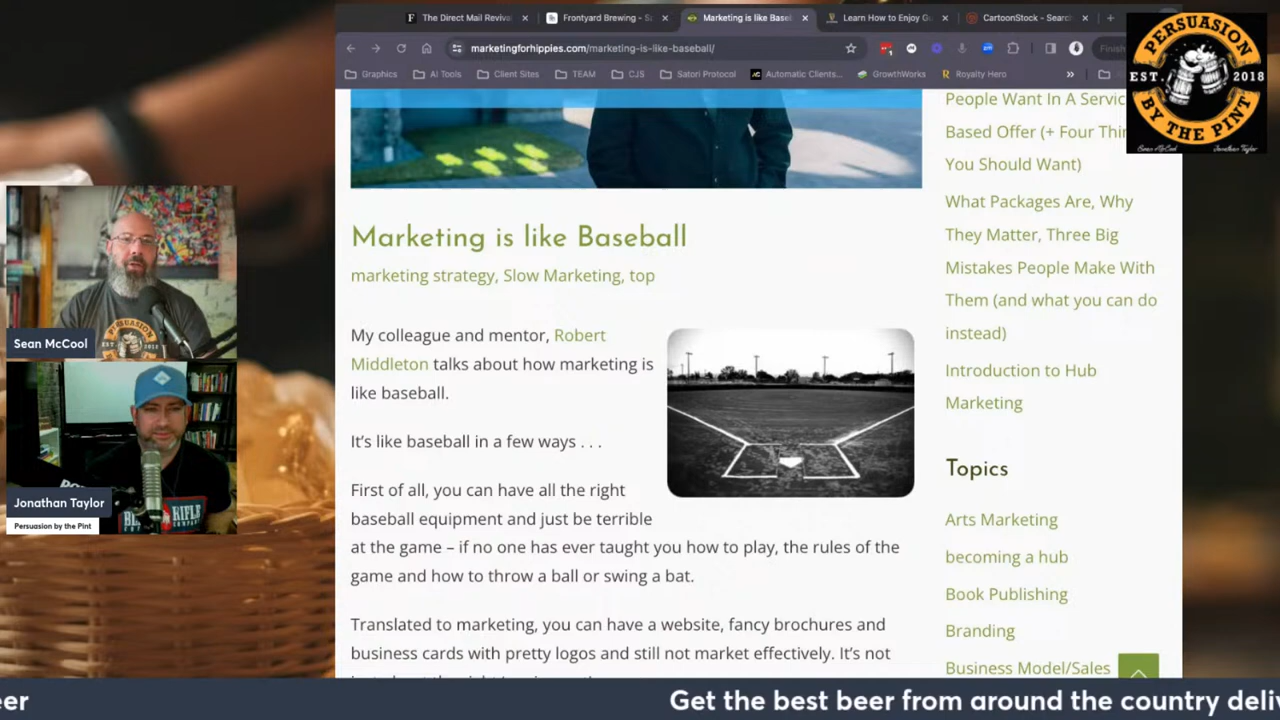 The Direct Mail Reviva
Frontyard Brewing - S
Marketing is like Baseb
Learn How to Enjoy G
CartoonStock - Searc
marketingforhippies.com/marketing-is-like-baseball/
Finish
Graphics
AI Tools
Client Sites
TEAM
CJS
Satori Protocol
Automatic Clients...
GrowthWorks
Royalty Hero
PERSUASION
EST. 2018
BY THE PINT
Sean McCool
Jonathan Taylor
People Want In A Servic
Based Offer (+ Four Thi
You Should Want)
What Packages Are, Why
They Matter, Three Big
Mistakes People Make With
Them (and what you can do
instead)
Introduction to Hub
Marketing
Topics
Arts Marketing
becoming a hub
Book Publishing
Branding
Business Model/Sales
Marketing is like Baseball
marketing strategy, Slow Marketing, top
My colleague and mentor, Robert
Middleton talks about how marketing is
like baseball.
It's like baseball in a few ways . . .
First of all, you can have all the right
baseball equipment and just be terrible
at the game – if no one has ever taught you how to play, the rules of the
game and how to throw a ball or swing a bat.
Translated to marketing, you can have a website, fancy brochures and
business cards with pretty logos and still not market effectively. It's not
Sean McCool
Jonathan Taylor
Persuasion by the Pint
eer
Get the best beer from around the country deliv